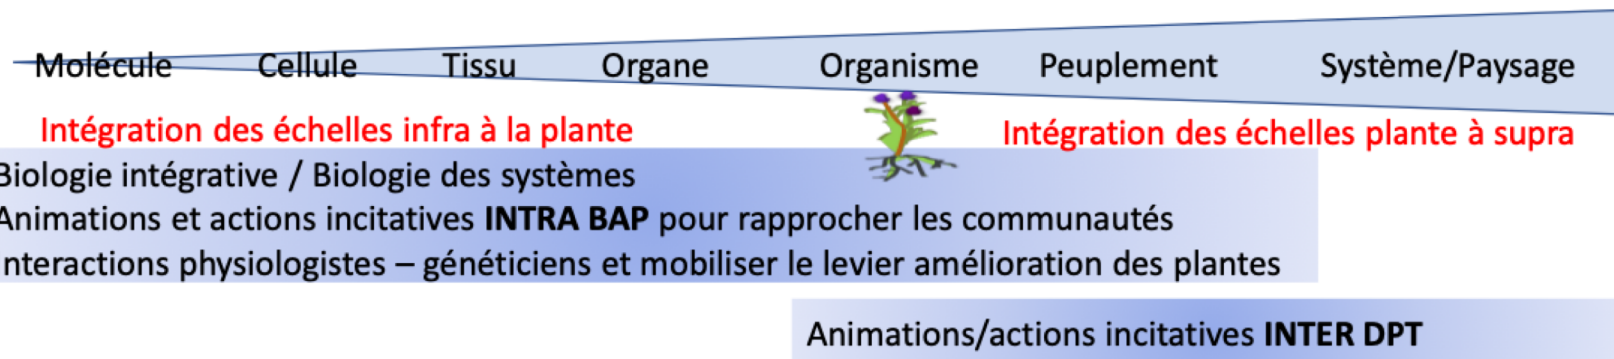 Molécule Cellule Tissu Organe Organisme Peuplement Système/Paysage
Intégration des échelles infra à la plante Intégration des échelles plante à supra
Biologie intégrative / Biologie des systèmes
Animations et actions incitatives INTRA BAP pour rapprocher les communautés
Interactions physiologistes – généticiens et mobiliser le levier amélioration des plantes
Animations/actions incitatives INTER DPT